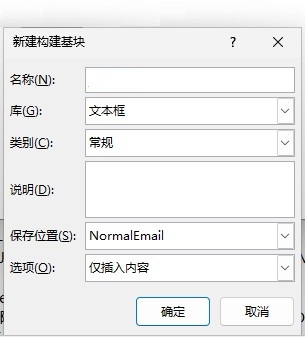 新建构建基块 ?
名称(N):
库(G): 文本框
类别(C): 常规
说明(D):
保存位置(S): NormalEmail
选项(O): 仅插入内容
确定 取消